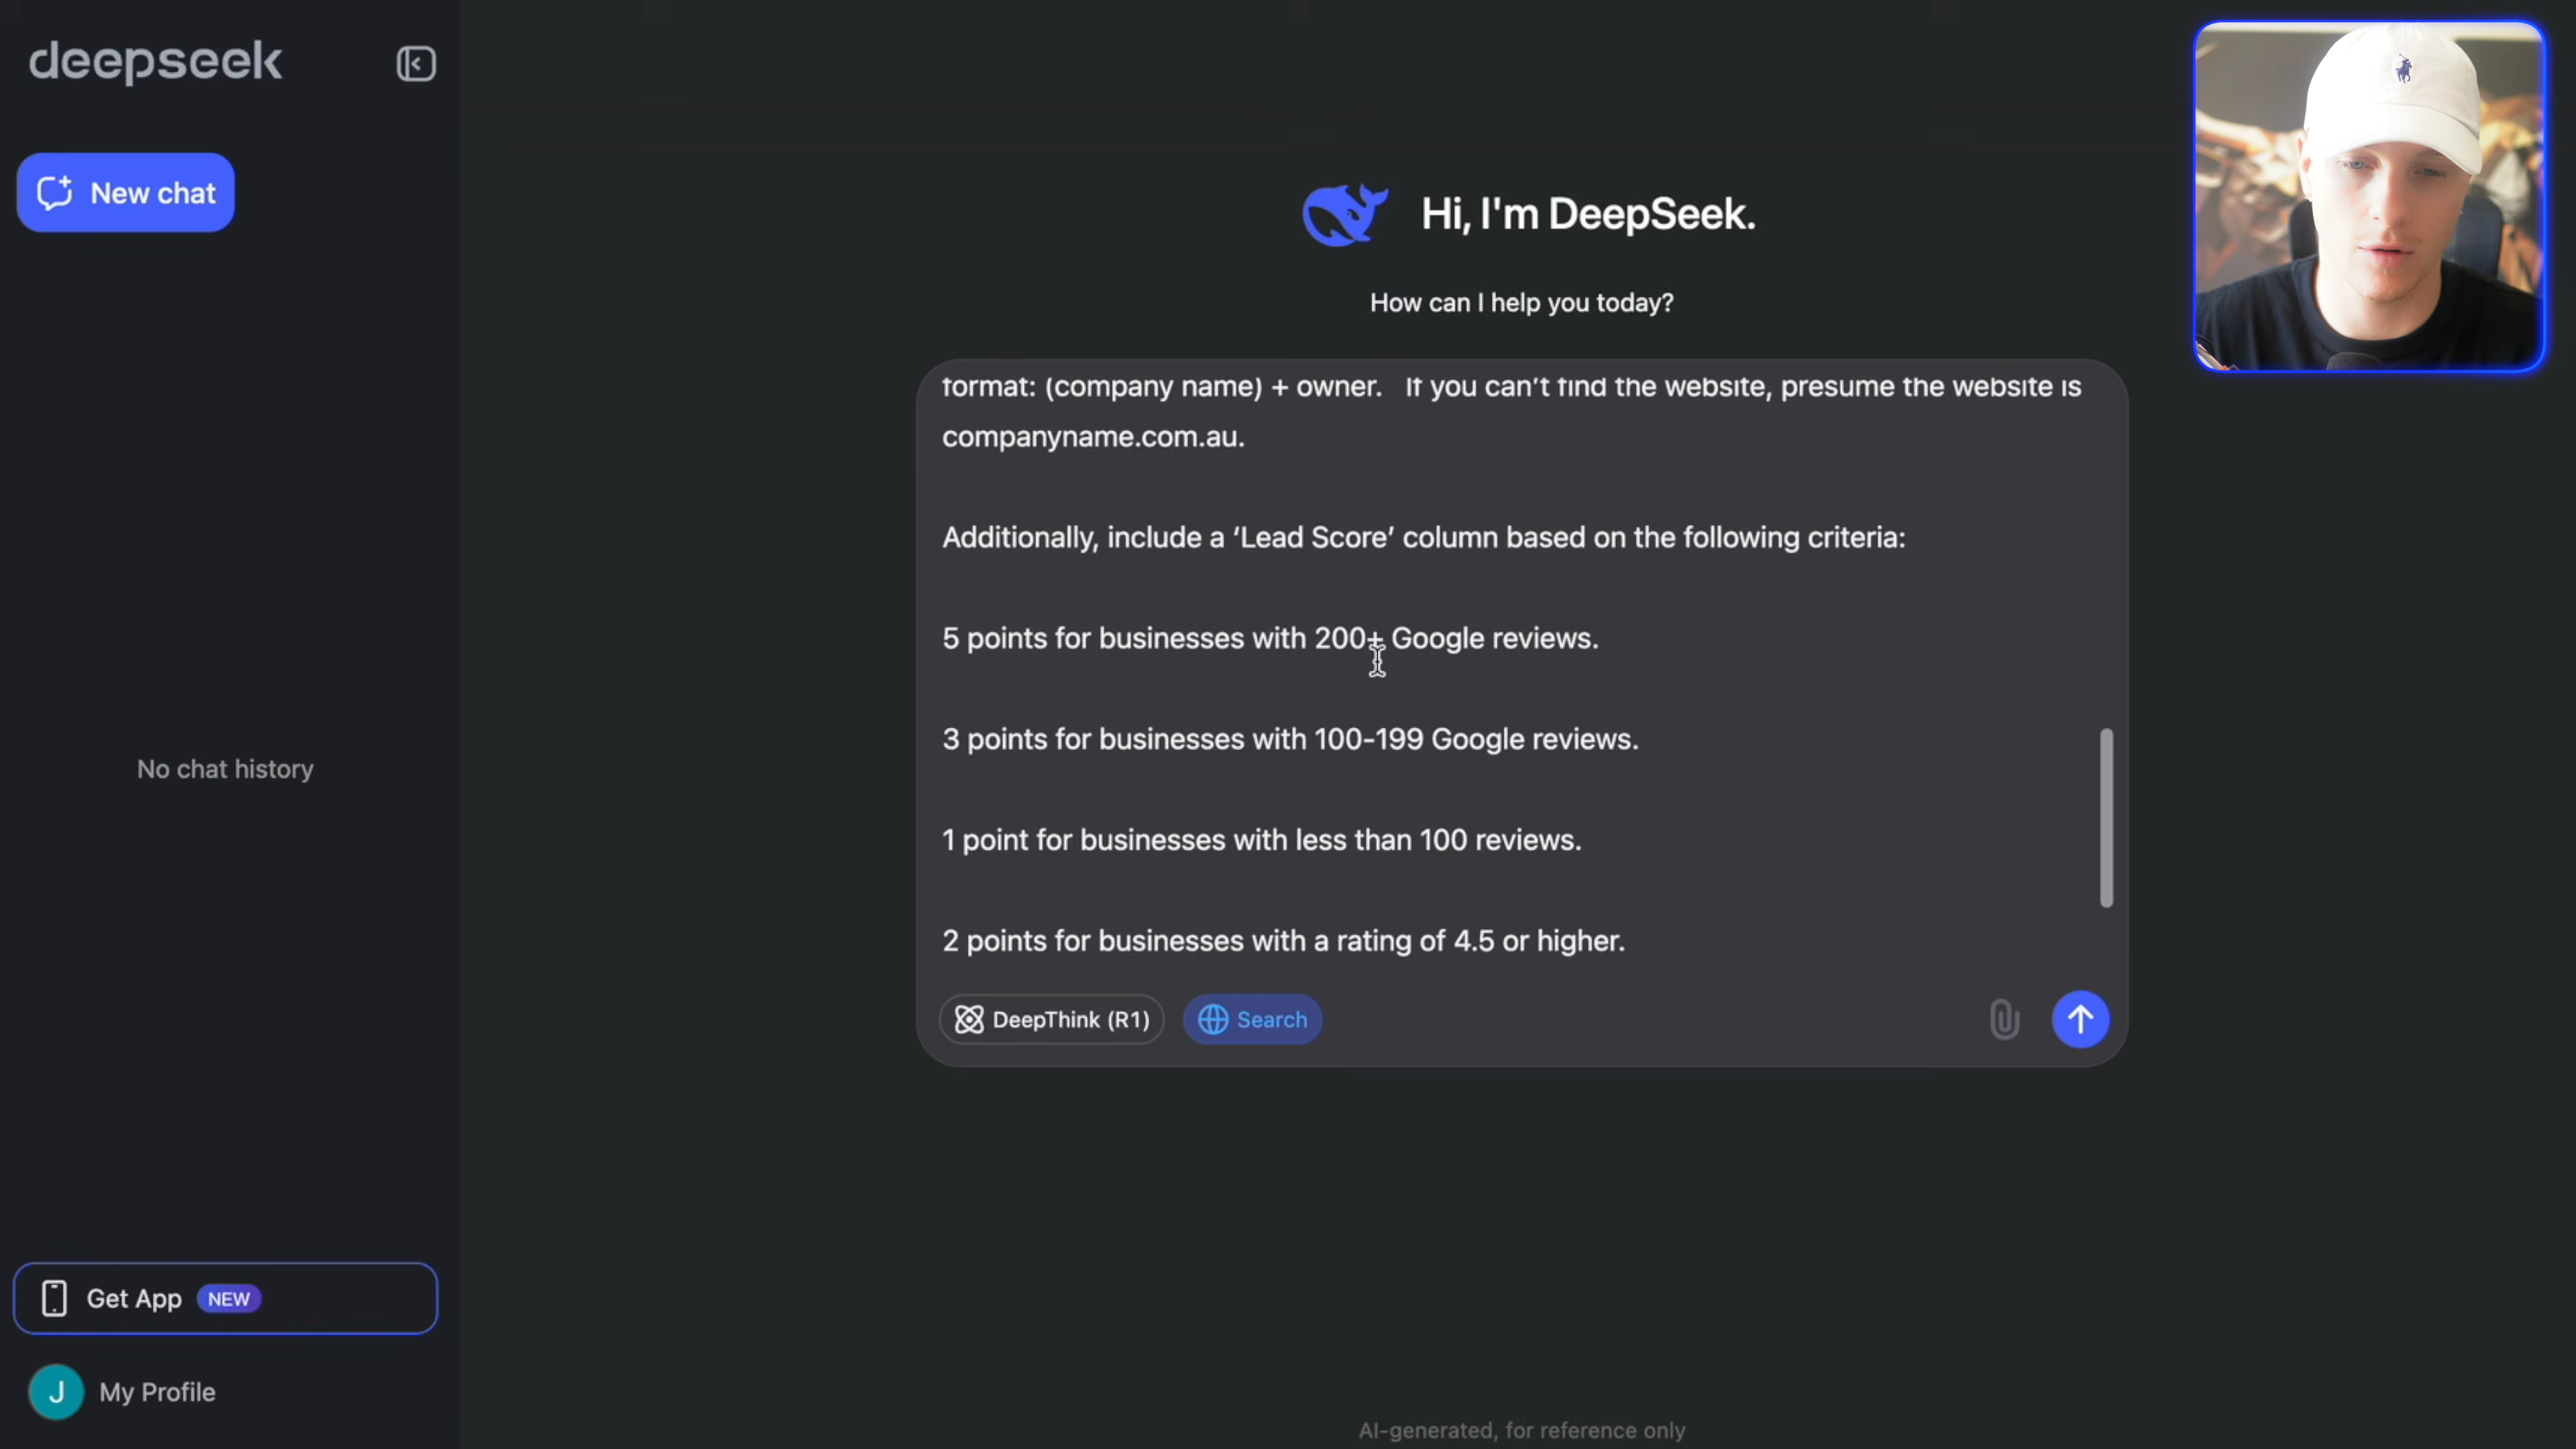 deepseek
New chat
No chat history
Get App NEW
J My Profile
Hi, I'm DeepSeek.
How can I help you today?
format: (company name) + owner.   If you can't find the website, presume the website is
companyname.com.au.
Additionally, include a ‘Lead Score’ column based on the following criteria:
5 points for businesses with 200+ Google reviews.
3 points for businesses with 100-199 Google reviews.
1 point for businesses with less than 100 reviews.
2 points for businesses with a rating of 4.5 or higher.
DeepThink (R1) Search
AI-generated, for reference only